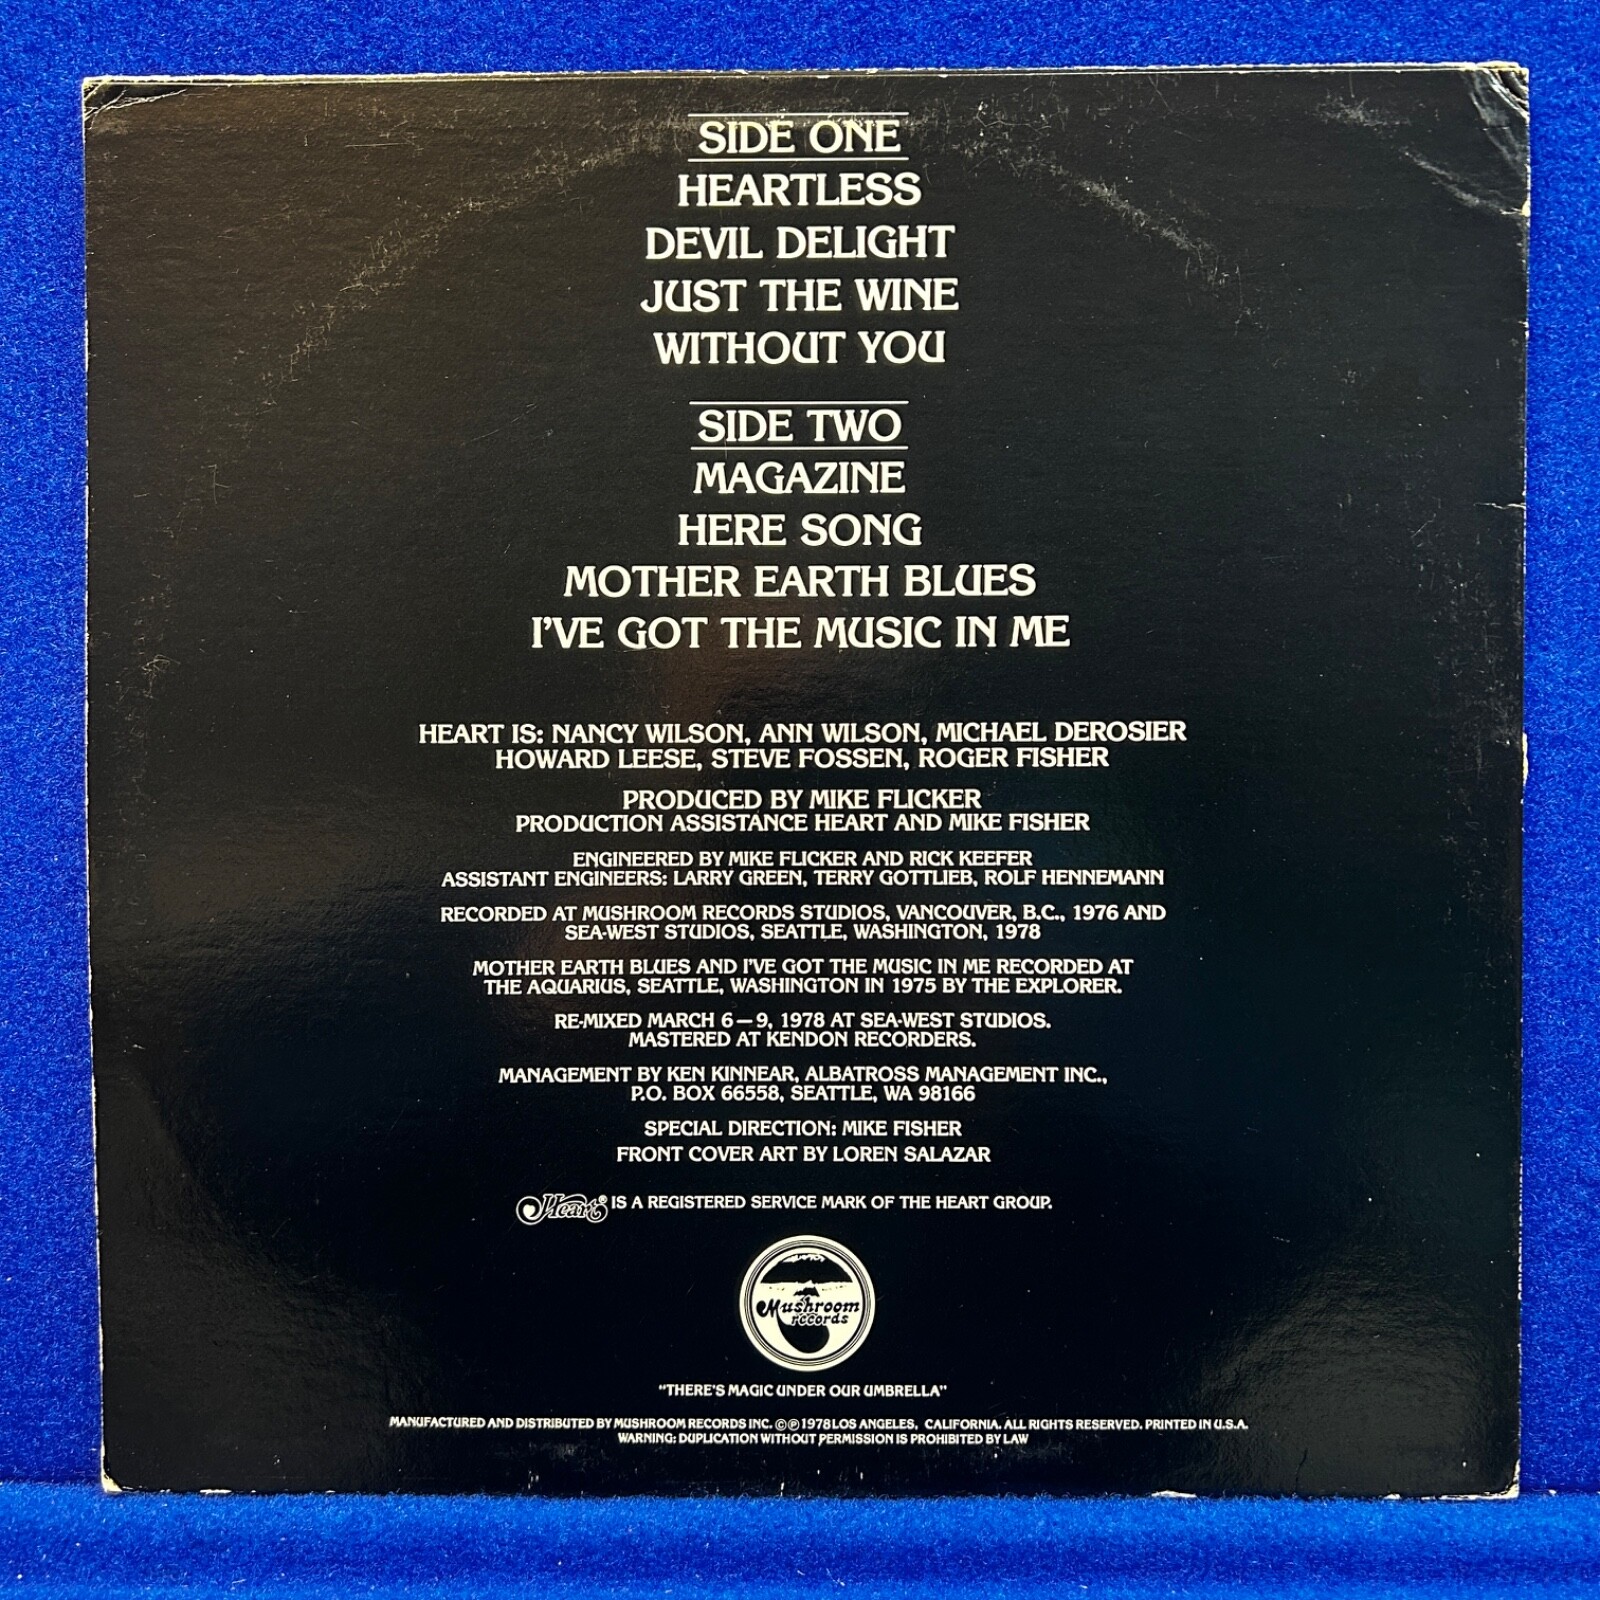 SIDE ONE
HEARTLESS
DEVIL DELIGHT
JUST THE WINE
WITHOUT YOU
SIDE TWO
MAGAZINE
HERE SONG
MOTHER EARTH BLUES
I'VE GOT THE MUSIC IN ME
HEART IS: NANCY WILSON, ANN WILSON, MICHAEL DEROSIER
HOWARD LEESE, STEVE FOSSEN, ROGER FISHER
PRODUCED BY MIKE FLICKER
PRODUCTION ASSISTANCE HEART AND MIKE FISHER
ENGINEERED BY MIKE FLICKER AND RICK KEEFER
ASSISTANT ENGINEERS: LARRY GREEN, TERRY GOTTLIEB, ROLF HENNEMANN
RECORDED AT MUSHROOM RECORDS STUDIOS, VANCOUVER, B.C., 1976 AND
SEA-WEST STUDIOS, SEATTLE, WASHINGTON, 1978
MOTHER EARTH BLUES AND I'VE GOT THE MUSIC IN ME RECORDED AT
THE AQUARIUS, SEATTLE, WASHINGTON IN 1975 BY THE EXPLORER.
RE-MIXED MARCH 6—9, 1978 AT SEA-WEST STUDIOS.
MASTERED AT KENDON RECORDERS.
MANAGEMENT BY KEN KINNEAR, ALBATROSS MANAGEMENT INC.,
P.O. BOX 66558, SEATTLE, WA 98166
SPECIAL DIRECTION: MIKE FISHER
FRONT COVER ART BY LOREN SALAZAR
Heart® IS A REGISTERED SERVICE MARK OF THE HEART GROUP.
Mushroom
records
"THERE'S MAGIC UNDER OUR UMBRELLA"
MANUFACTURED AND DISTRIBUTED BY MUSHROOM RECORDS INC. ©℗1978 LOS ANGELES, CALIFORNIA. ALL RIGHTS RESERVED. PRINTED IN U.S.A.
WARNING: DUPLICATION WITHOUT PERMISSION IS PROHIBITED BY LAW